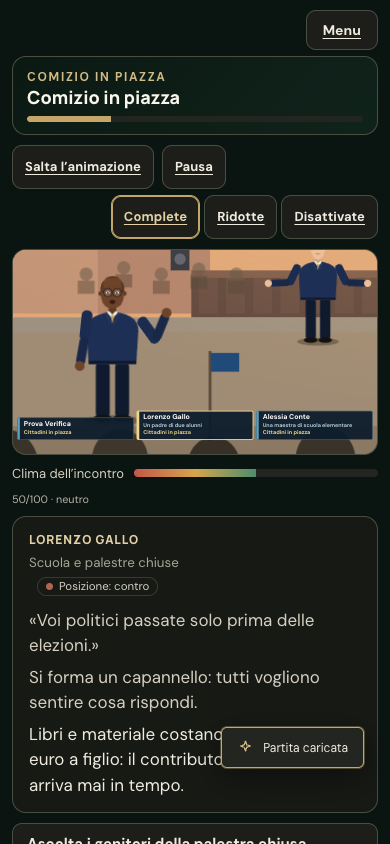 Menu
COMIZIO IN PIAZZA
Comizio in piazza
Salta l’animazione
Pausa
Complete
Ridotte
Disattivate
Prova Verifica
Cittadini in piazza
Lorenzo Gallo
Un padre di due alunni
Cittadini in piazza
Alessia Conte
Una maestra di scuola elementare
Cittadini in piazza
Clima dell’incontro
50/100 · neutro
LORENZO GALLO
Scuola e palestre chiuse
Posizione: contro
«Voi politici passate solo prima delle
elezioni.»
Si forma un capannello: tutti vogliono
sentire cosa rispondi.
Libri e materiale costano
euro a figlio: il contributo
arriva mai in tempo.
Partita caricata
Ascolta i genitori della palestra chiusa